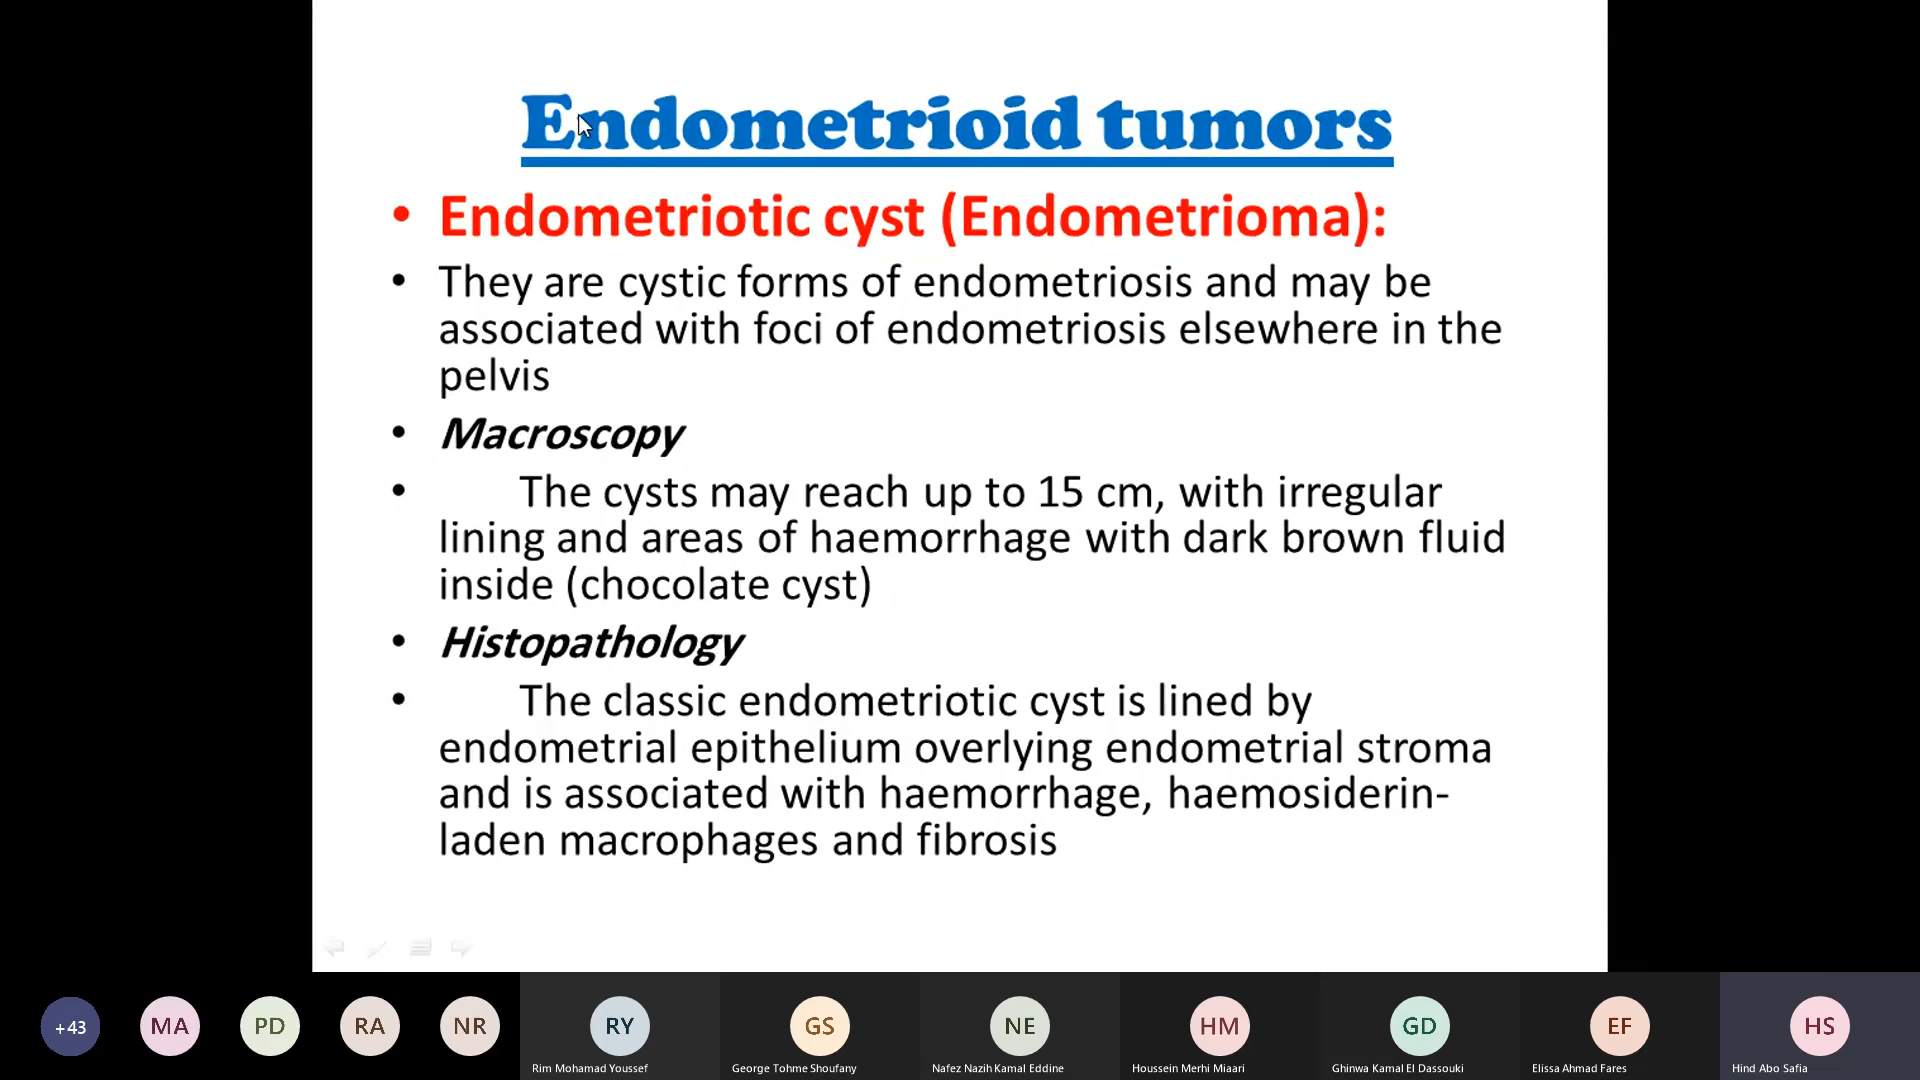 Endometrioid tumors
• Endometriotic cyst (Endometrioma):
• They are cystic forms of endometriosis and may be
associated with foci of endometriosis elsewhere in the
pelvis
• Macroscopy
• The cysts may reach up to 15 cm, with irregular
lining and areas of haemorrhage with dark brown fluid
inside (chocolate cyst)
• Histopathology
• The classic endometriotic cyst is lined by
endometrial epithelium overlying endometrial stroma
and is associated with haemorrhage, haemosiderin-
laden macrophages and fibrosis
+43 MA PD RA NR RY GS NE HM GD EF HS
Rim Mohamad Youssef George Tohme Shoufany Nafez Nazih Kamal Eddine Houssein Merhi Miaari Ghinwa Kamal El Dassouki Elissa Ahmad Fares Hind Abo Safia